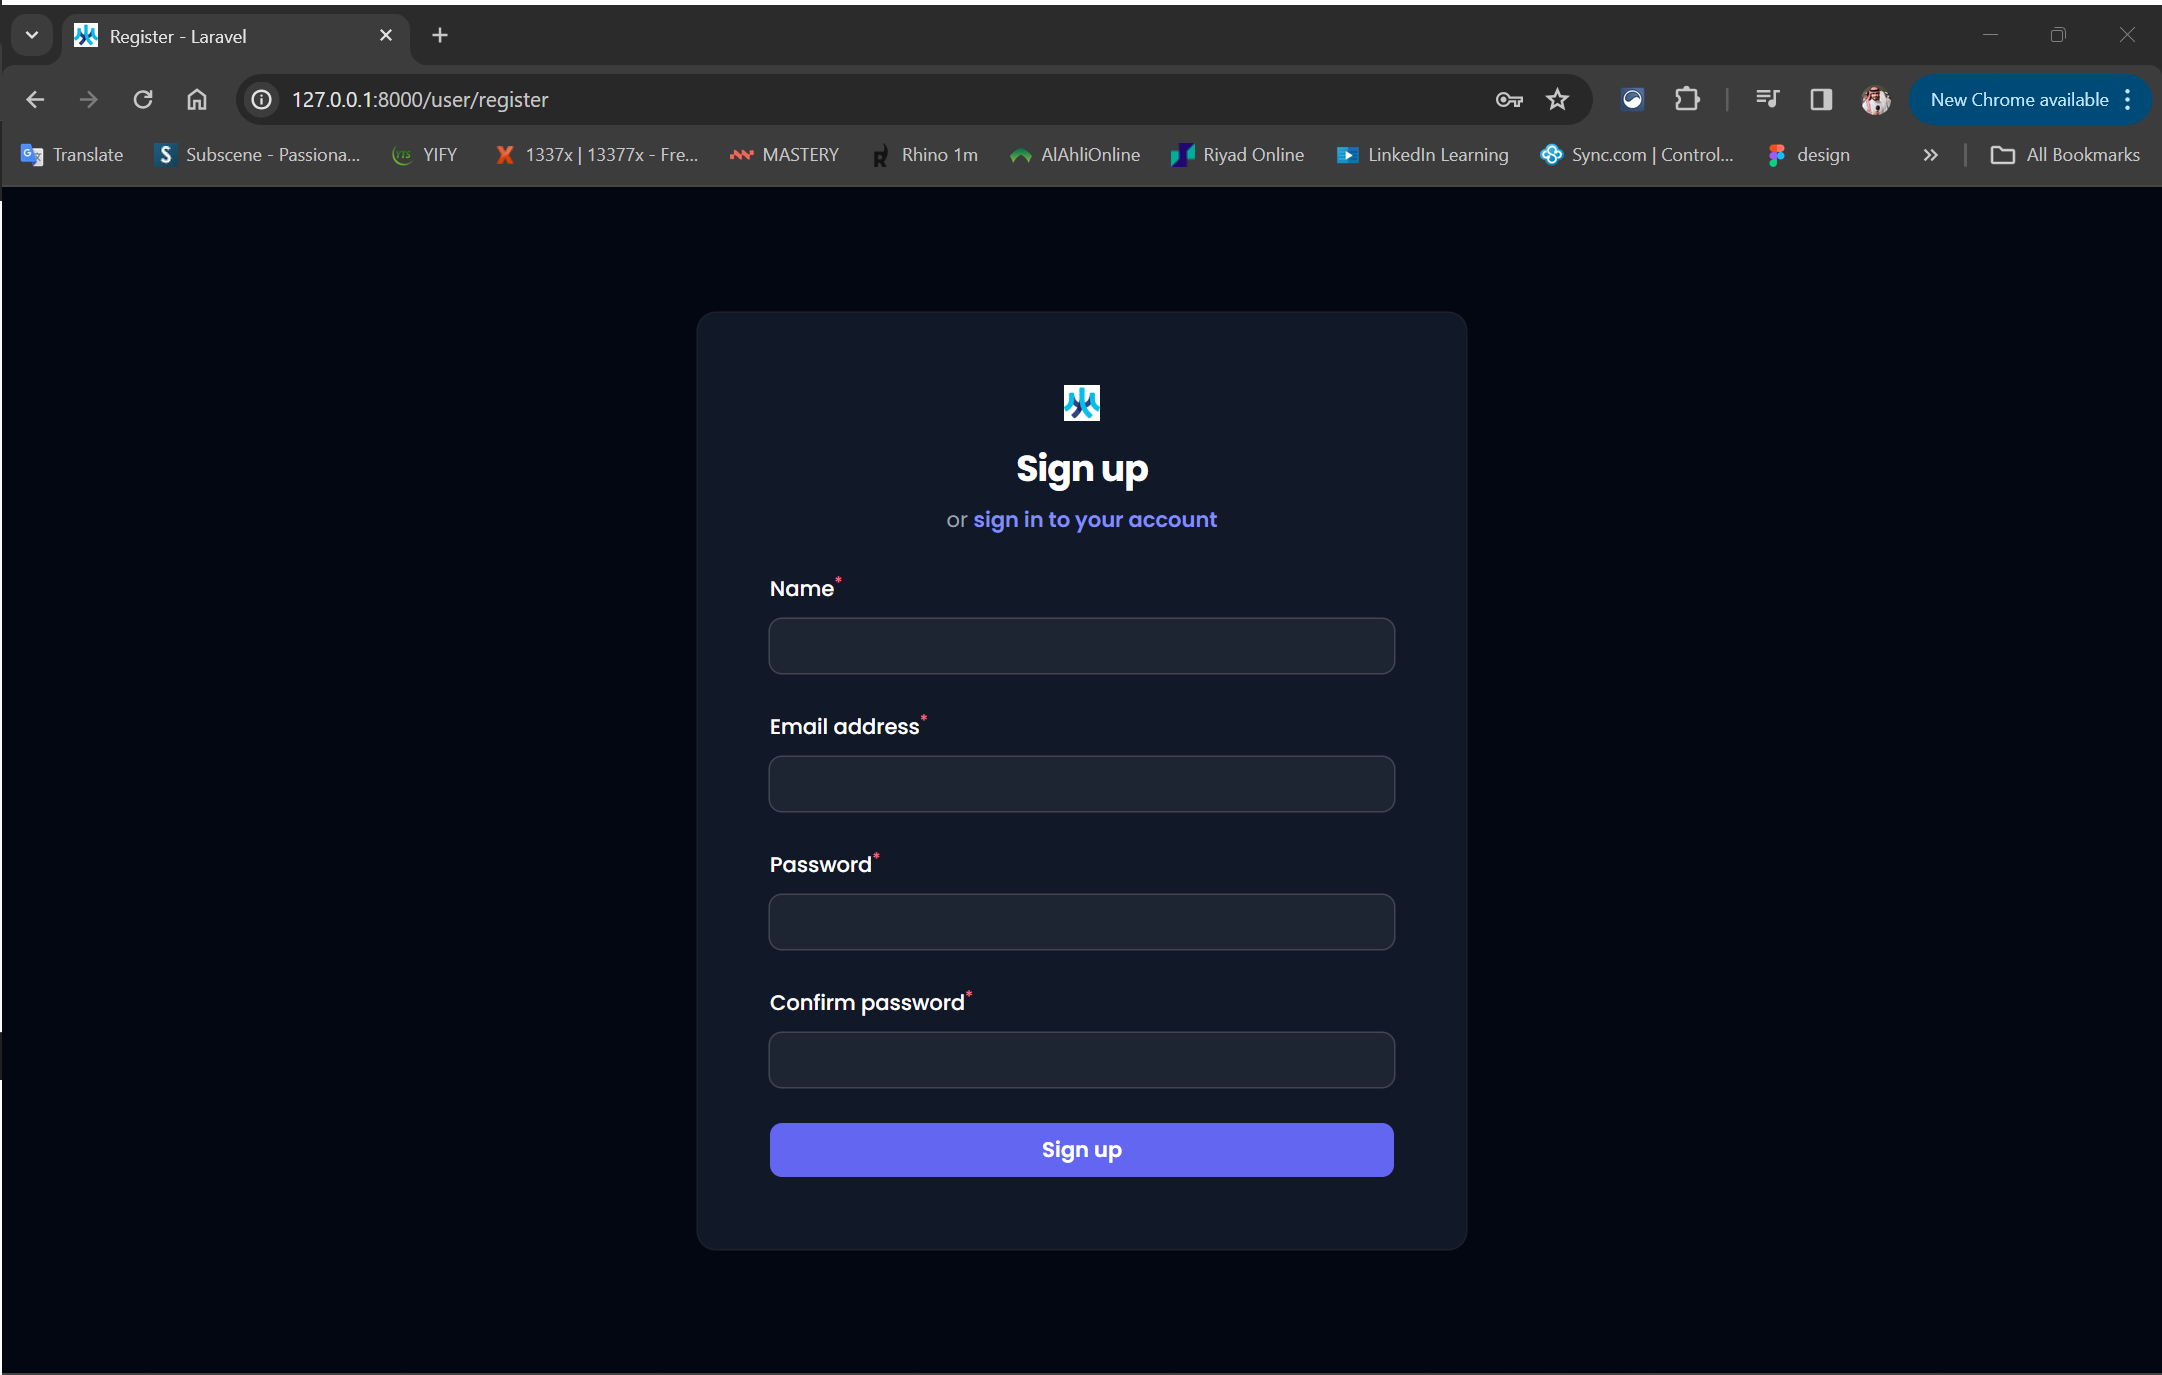 Register - Laravel
127.0.0.1:8000/user/register
New Chrome available
Translate
Subscene - Passiona...
YIFY
1337x | 13377x - Fre...
MASTERY
Rhino 1m
AlAhliOnline
Riyad Online
LinkedIn Learning
Sync.com | Control...
design
All Bookmarks
Sign up
or sign in to your account
Name*
Email address*
Password*
Confirm password*
Sign up